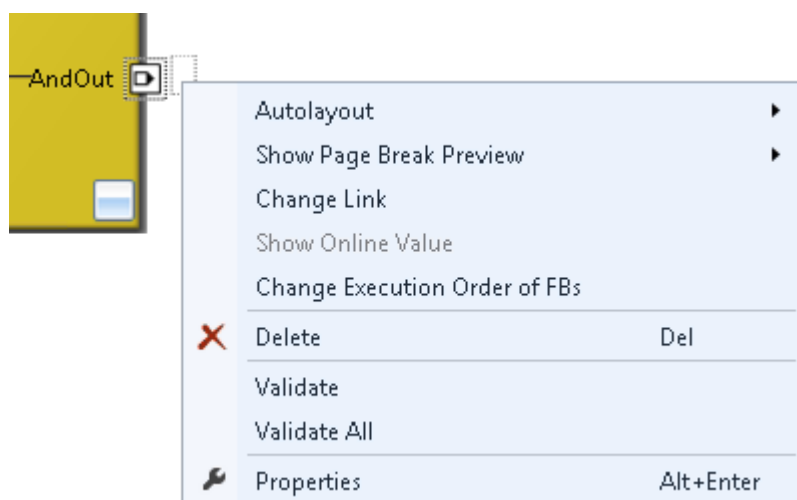 AndOut
Autolayout
Show Page Break Preview
Change Link
Show Online Value
Change Execution Order of FBs
Delete Del
Validate
Validate All
Properties Alt+Enter